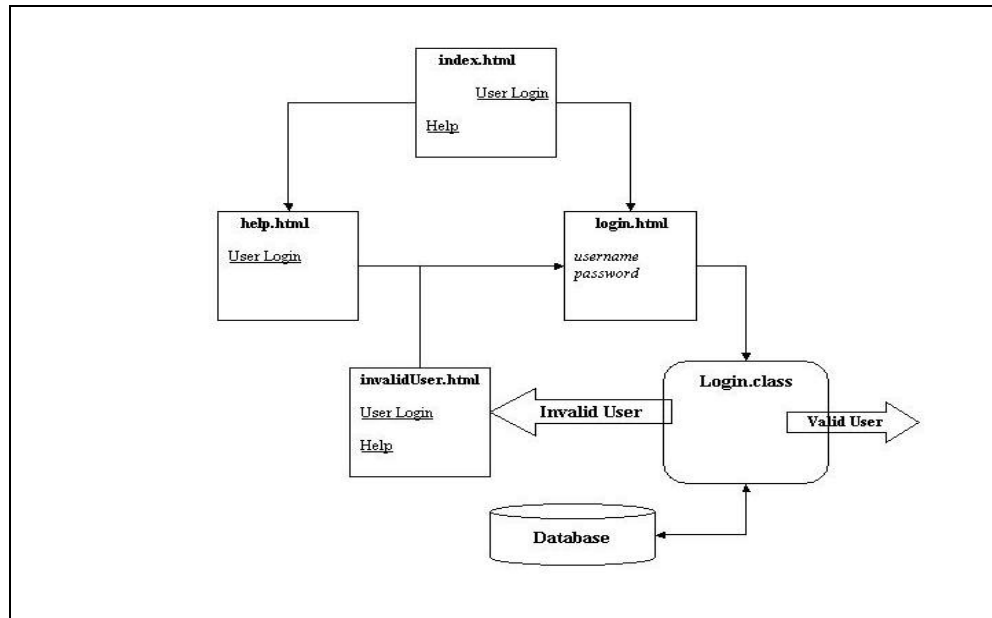 index.html
User Login
Help
help.html
User Login
login.html
username
password
invalidUser.html
User Login
Help
Invalid User
Login.class
Valid User
Database